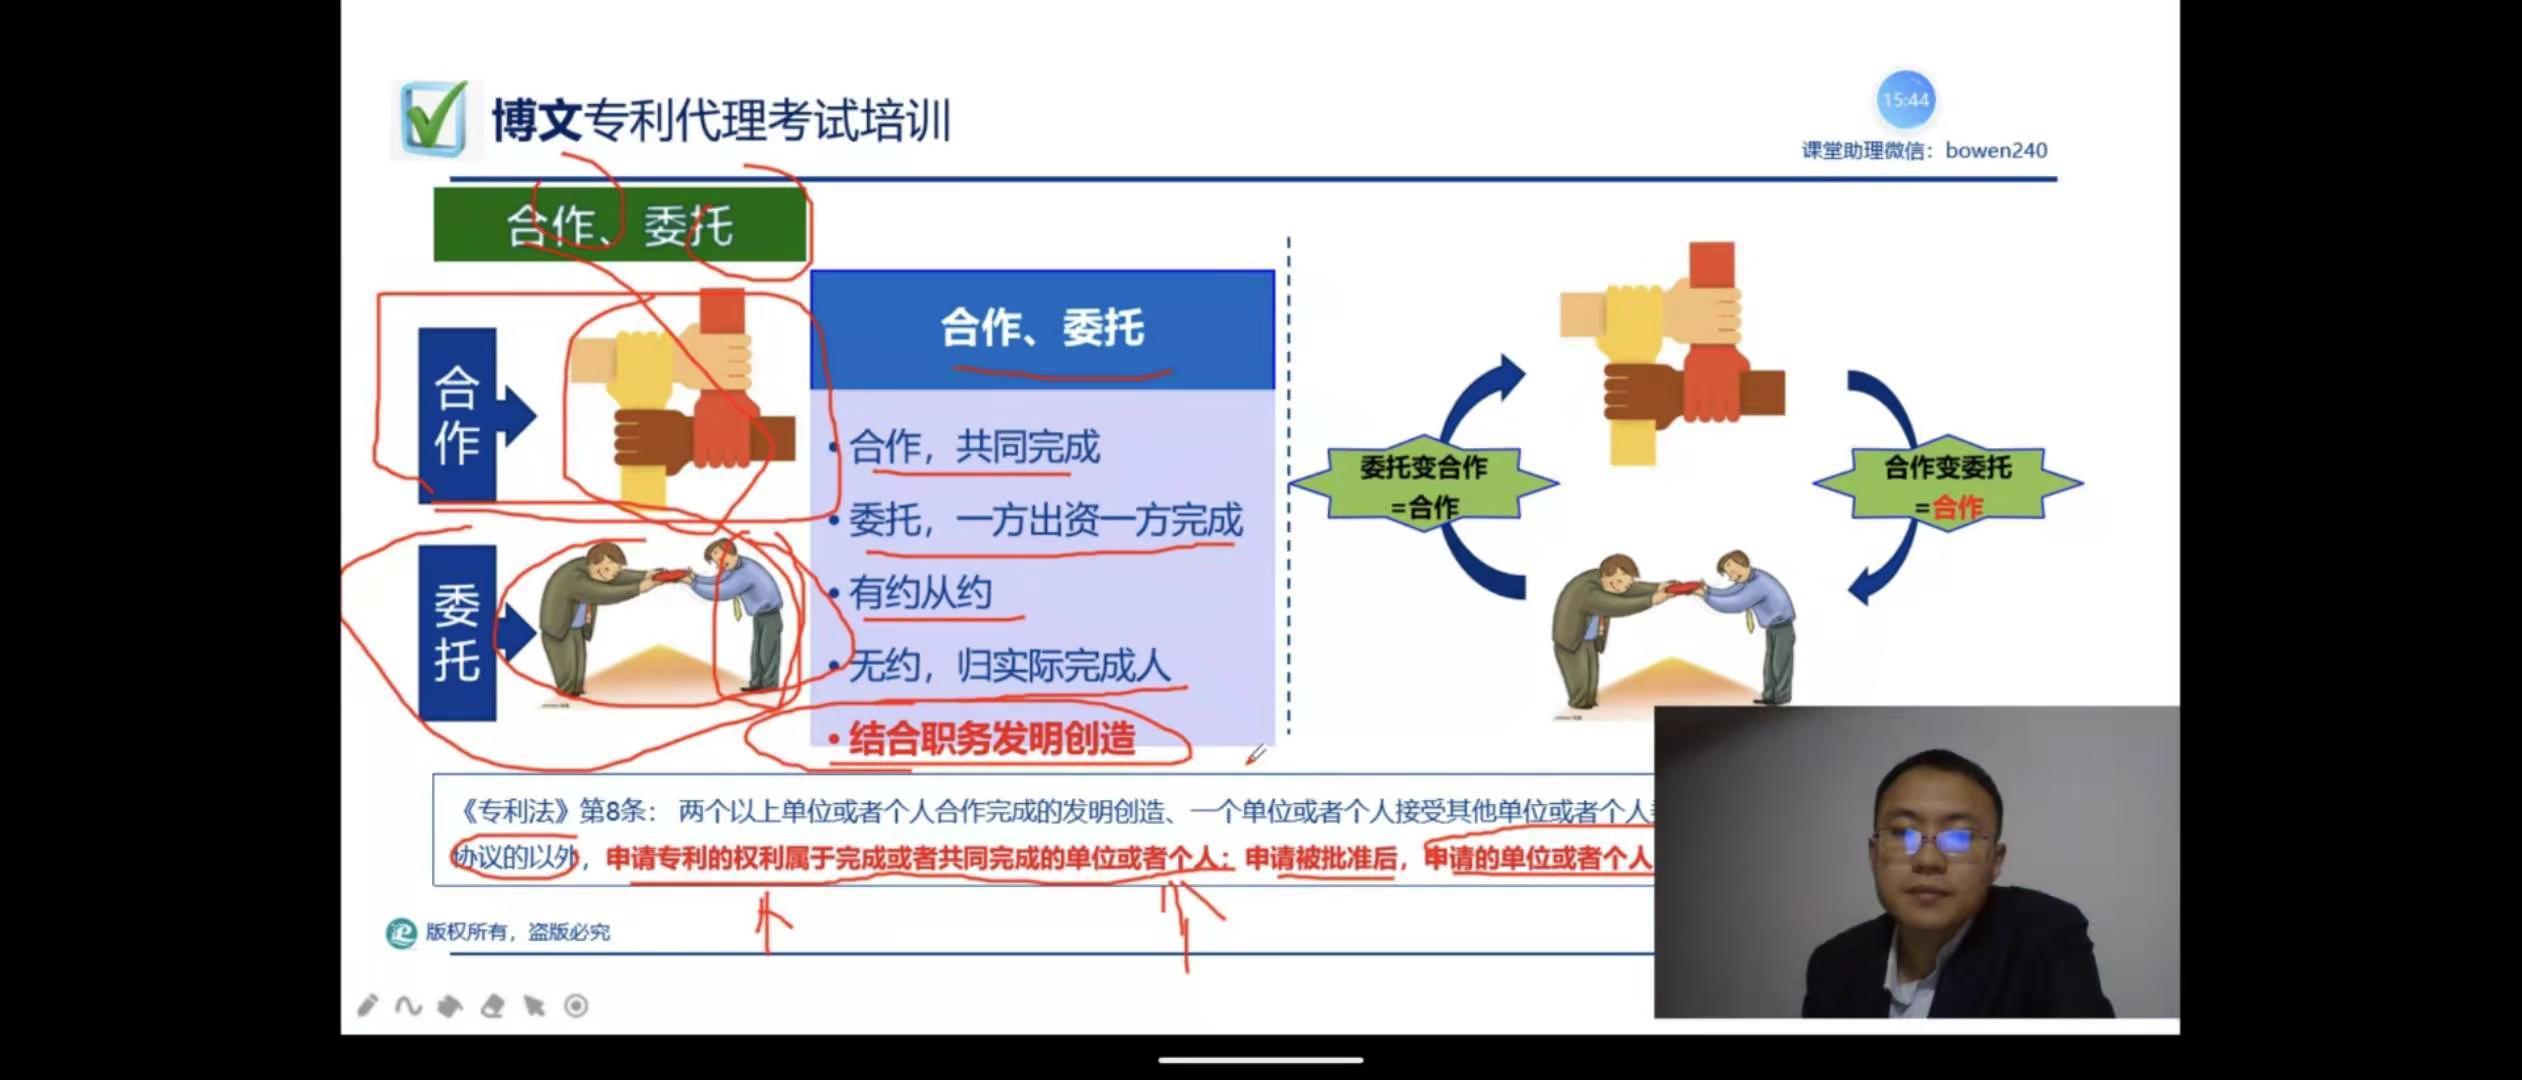 博文专利代理考试培训
15:44
课堂助理微信：bowen240
合作、委托
合作
委托
合作、委托
• 合作，共同完成
• 委托，一方出资一方完成
• 有约从约
• 无约，归实际完成人
• 结合职务发明创造
委托变合作
=合作
合作变委托
=合作
《专利法》第8条： 两个以上单位或者个人合作完成的发明创造、一个单位或者个人接受其他单位或者个人
协议的以外，申请专利的权利属于完成或者共同完成的单位或者个人；申请被批准后，申请的单位或者个人
版权所有，盗版必究